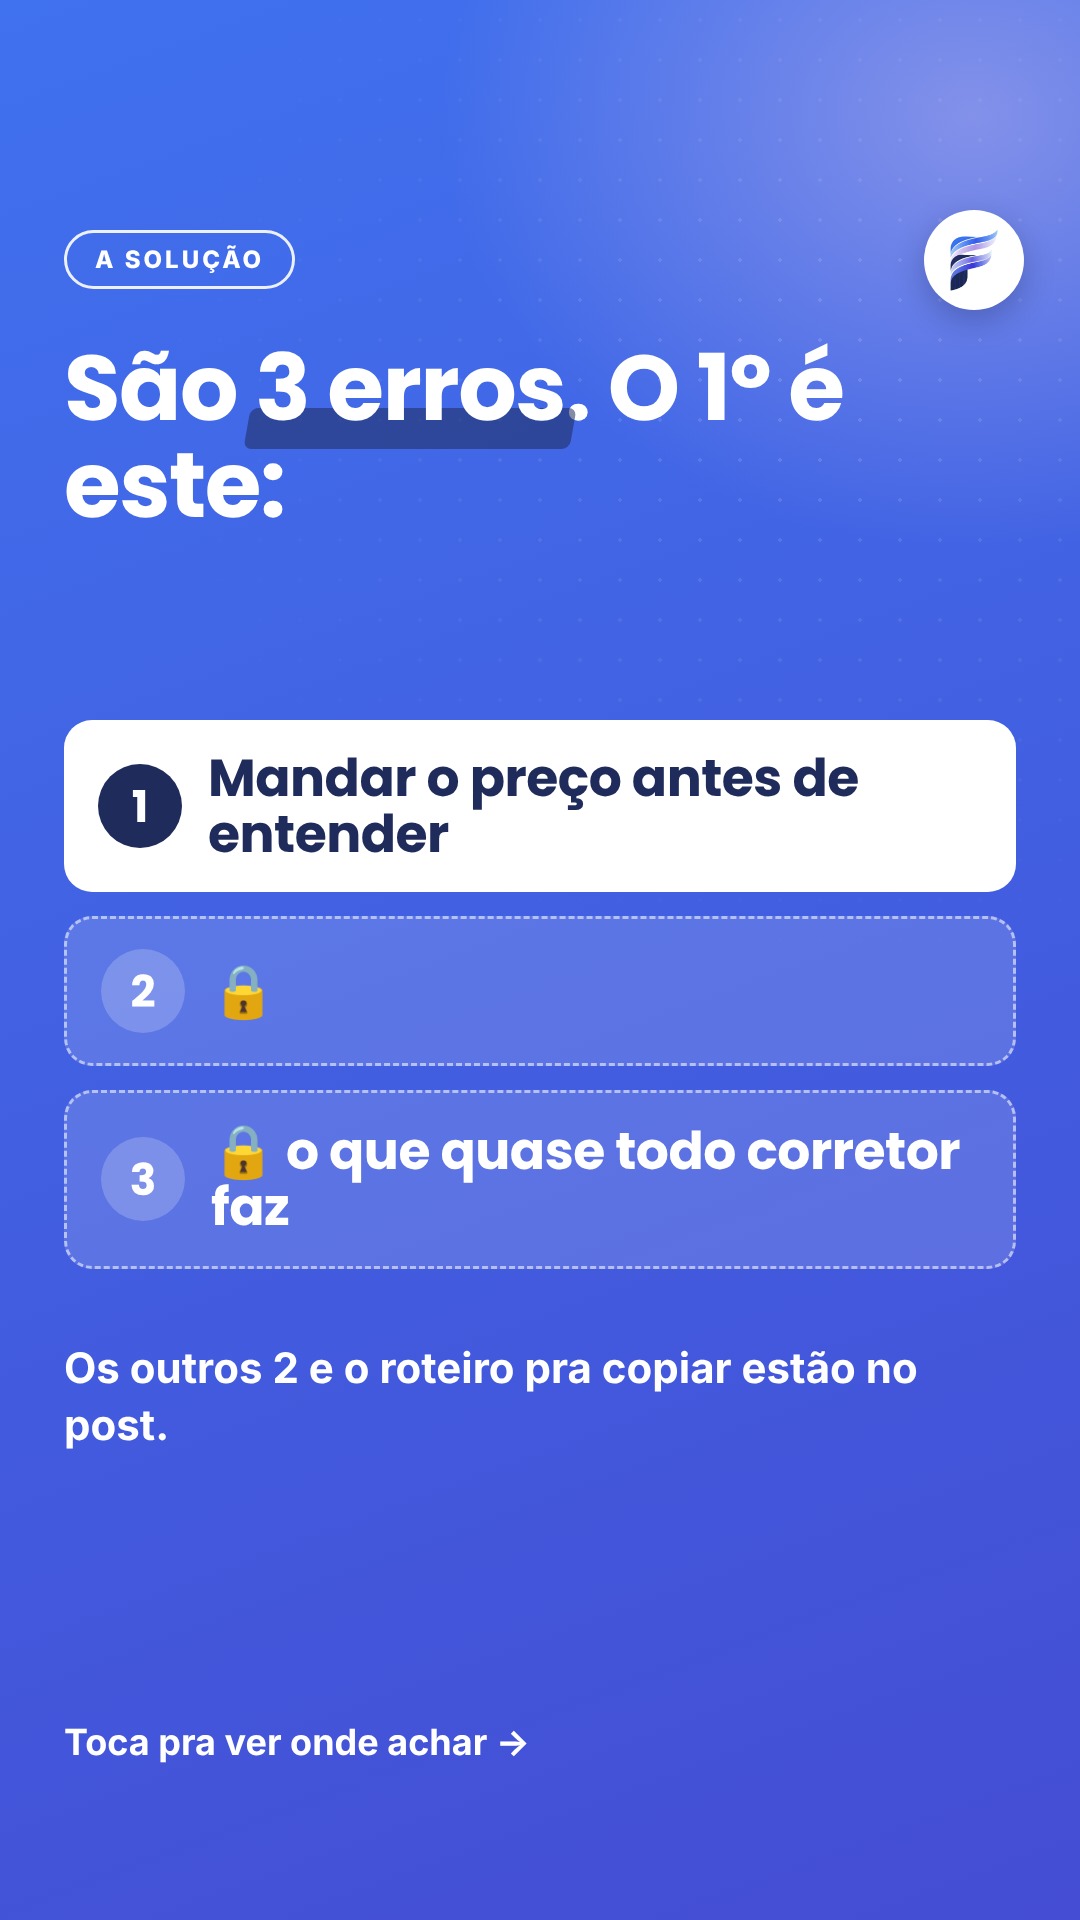 A SOLUÇÃO
São 3 erros. O 1º é
este:
1
Mandar o preço antes de
entender
2
🔒
3
🔒 o que quase todo corretor
faz
Os outros 2 e o roteiro pra copiar estão no
post.
Toca pra ver onde achar →